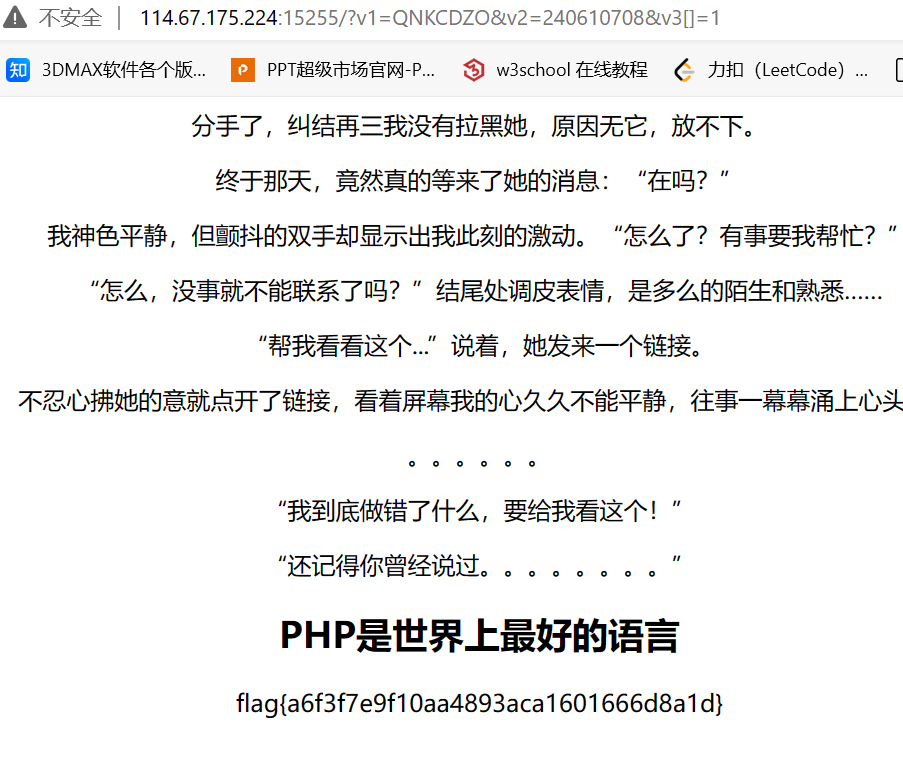 不安全 | 114.67.175.224:15255/?v1=QNKCDZO&v2=240610708&v3[]=1
知 3DMAX软件各个版... P PPT超级市场官网-P... 3 w3school 在线教程 力扣（LeetCode）...
分手了，纠结再三我没有拉黑她，原因无它，放不下。
终于那天，竟然真的等来了她的消息：“在吗？”
我神色平静，但颤抖的双手却显示出我此刻的激动。“怎么了？有事要我帮忙？”
“怎么，没事就不能联系了吗？”结尾处调皮表情，是多么的陌生和熟悉......
“帮我看看这个...”说着，她发来一个链接。
不忍心拂她的意就点开了链接，看着屏幕我的心久久不能平静，往事一幕幕涌上心头
。。。。。。
“我到底做错了什么，要给我看这个！”
“还记得你曾经说过。。。。。。。。”
PHP是世界上最好的语言
flag{a6f3f7e9f10aa4893aca1601666d8a1d}